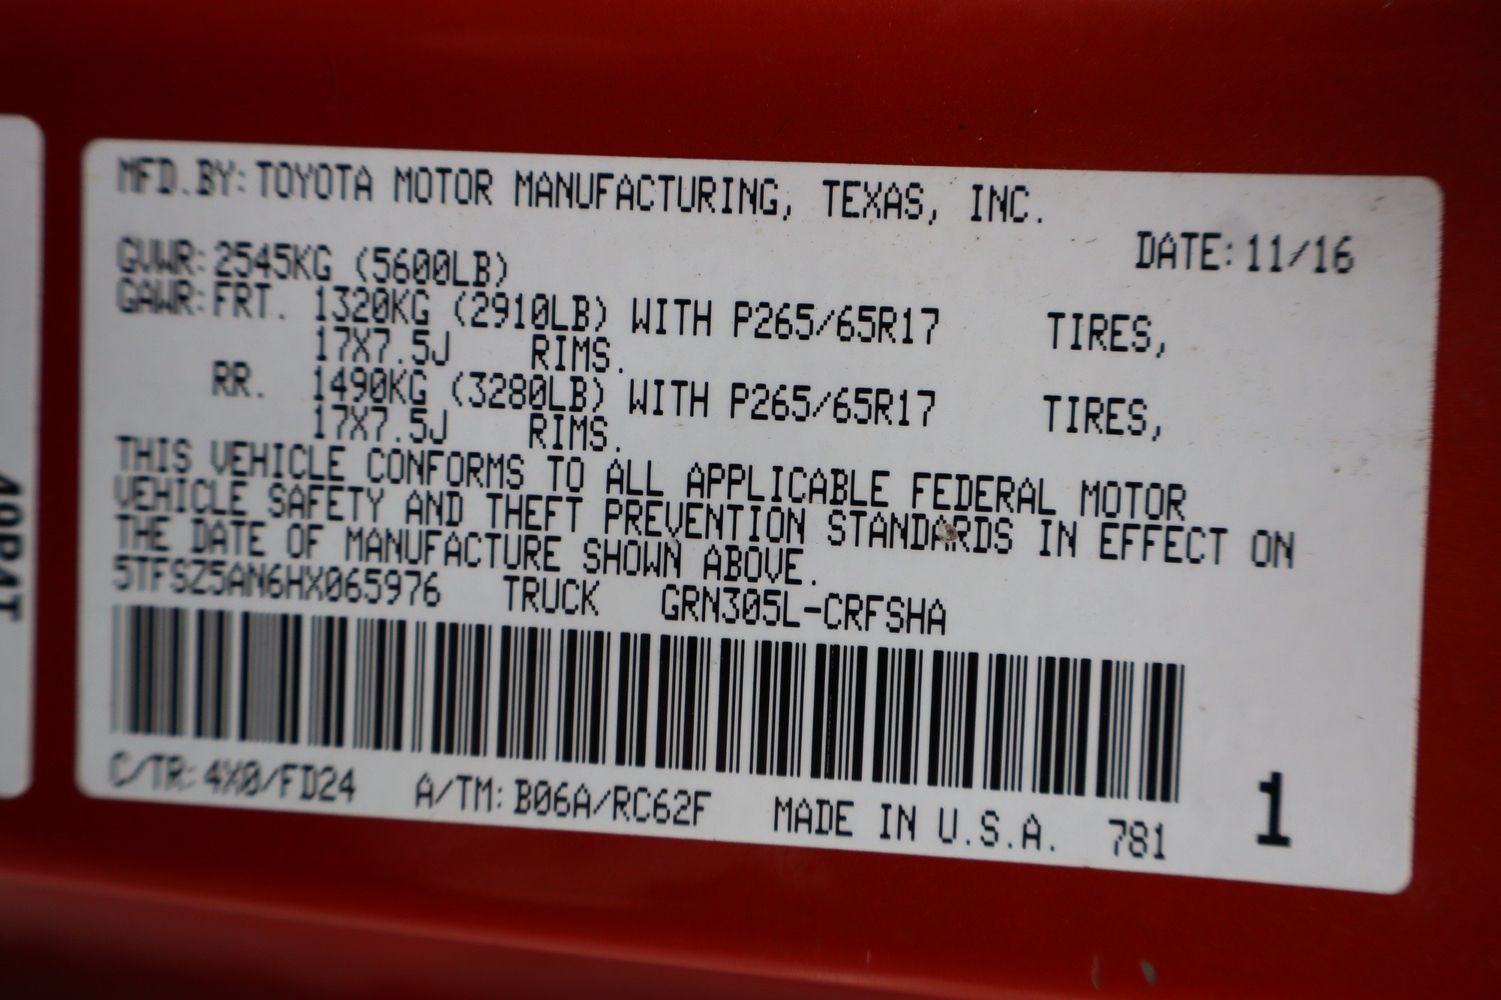 MFD.BY:TOYOTA MOTOR MANUFACTURING, TEXAS, INC.
DATE:11/16
GVWR:2545KG (5600LB)
GAWR:FRT. 1320KG (2910LB) WITH P265/65R17 TIRES,
17X7.5J RIMS.
RR. 1490KG (3280LB) WITH P265/65R17 TIRES,
17X7.5J RIMS.
THIS VEHICLE CONFORMS TO ALL APPLICABLE FEDERAL MOTOR
VEHICLE SAFETY AND THEFT PREVENTION STANDARDS IN EFFECT ON
THE DATE OF MANUFACTURE SHOWN ABOVE.
5TFSZ5AN6HX065976 TRUCK GRN305L-CRFSHA
C/TR:4X0/FD24 A/TM:B06A/RC62F MADE IN U.S.A. 781
1